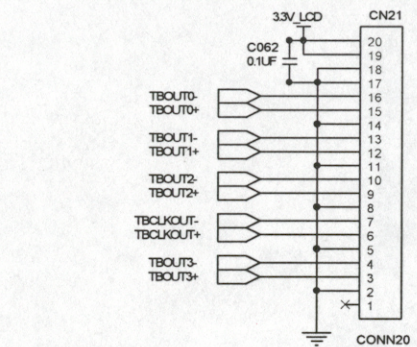 3.3V_LCD
CN21
C062
0.1UF
20
19
18
17
16
15
14
13
12
11
10
9
8
7
6
5
4
3
2
1
TBOUT0-
TBOUT0+
TBOUT1-
TBOUT1+
TBOUT2-
TBOUT2+
TBCLKOUT-
TBCLKOUT+
TBOUT3-
TBOUT3+
CONN20